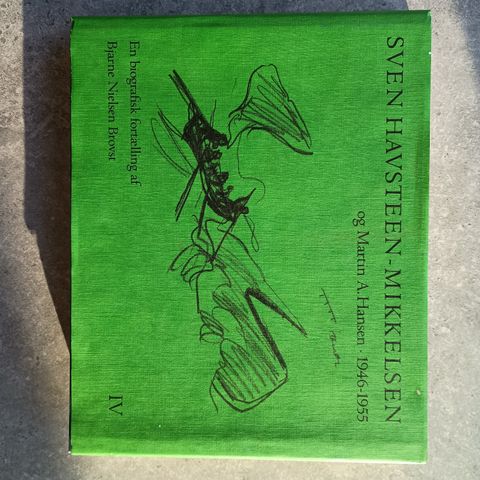 SVEN HAVSTEEN-MIKKELSEN
og Martin A. Hansen 1946-1955
En biografisk fortælling af
Bjarne Nielsen Brovst
IV